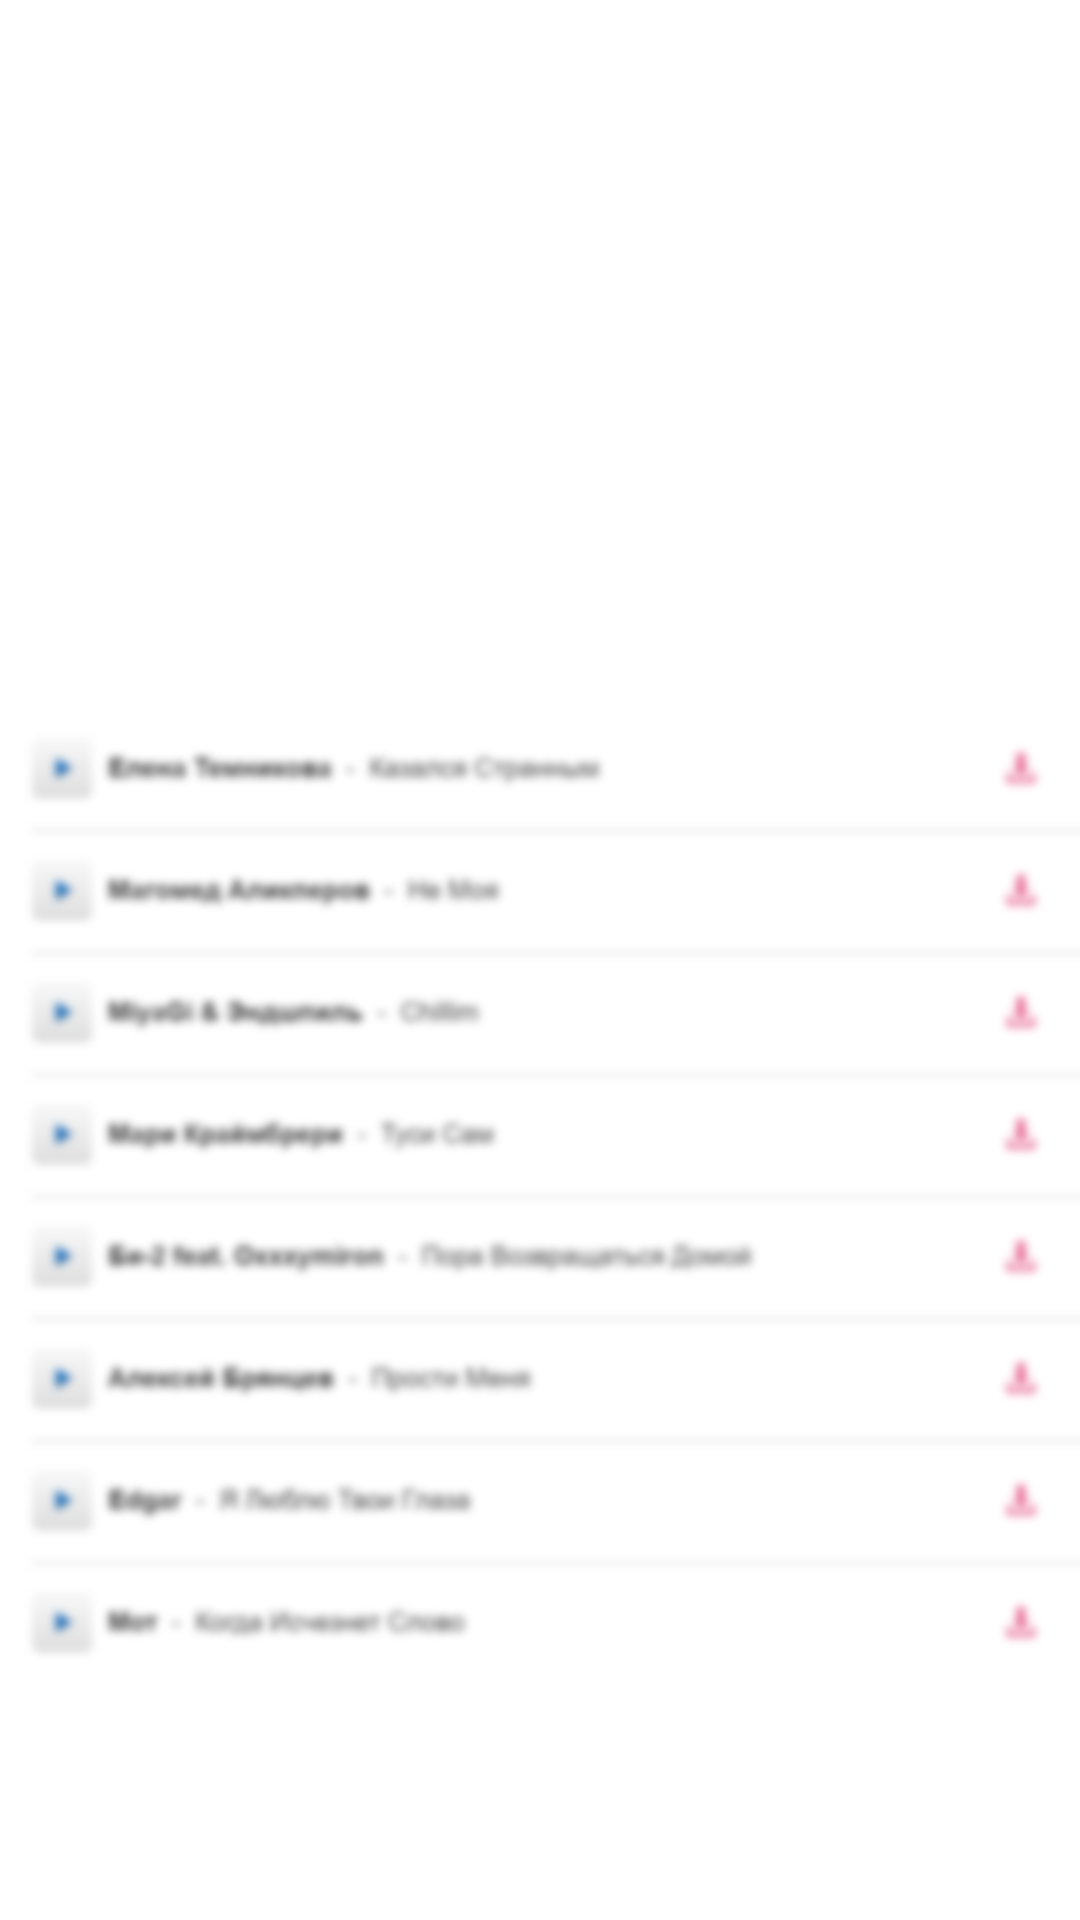 Елена Темникова - Казался Странным
Магомед Аликперов - Не Моя
MiyaGi & Эндшпиль - Chillim
Мари Краймбрери - Туси Сам
Би-2 feat. Oxxxymiron - Пора Возвращаться Домой
Алексей Брянцев - Прости Меня
Edgar - Я Люблю Твои Глаза
Мот - Когда Исчезнет Слово